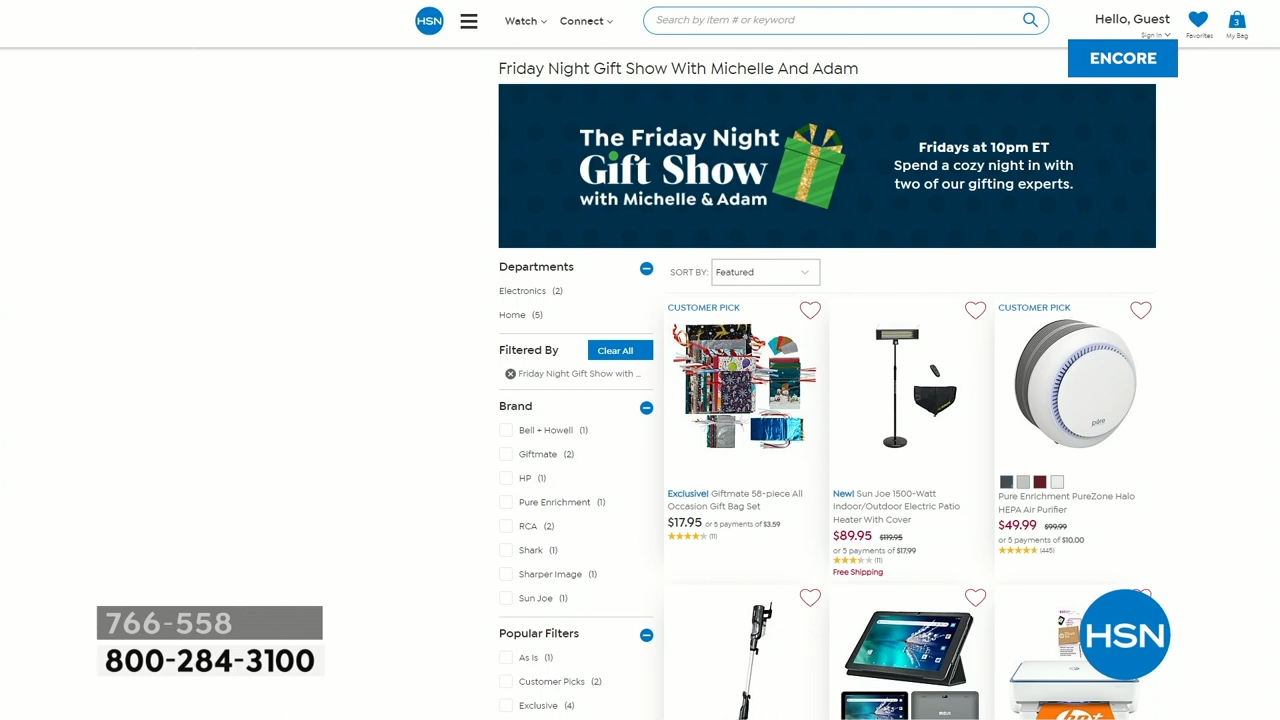 HSN
Watch
Connect
Search by item # or keyword
Hello, Guest
Sign In
Favorites
3
My Bag
ENCORE
Friday Night Gift Show With Michelle And Adam
The Friday Night
Gift Show
with Michelle & Adam
Fridays at 10pm ET
Spend a cozy night in with
two of our gifting experts.
Departments
Electronics (2)
Home (5)
Filtered By
Clear All
Friday Night Gift Show with ...
Brand
Bell + Howell (1)
Giftmate (2)
HP (1)
Pure Enrichment (1)
RCA (2)
Shark (1)
Sharper Image (1)
Sun Joe (1)
Popular Filters
As Is (1)
Customer Picks (2)
Exclusive (4)
SORT BY: Featured
CUSTOMER PICK
Exclusive! Giftmate 58-piece All
Occasion Gift Bag Set
$17.95 or 5 payments of $3.59
(11)
New! Sun Joe 1500-Watt
Indoor/Outdoor Electric Patio
Heater With Cover
$89.95 $119.95
or 5 payments of $17.99
(11)
Free Shipping
CUSTOMER PICK
pure
Pure Enrichment PureZone Halo
HEPA Air Purifier
$49.99 $99.99
or 5 payments of $10.00
(445)
766-558
800-284-3100
HSN